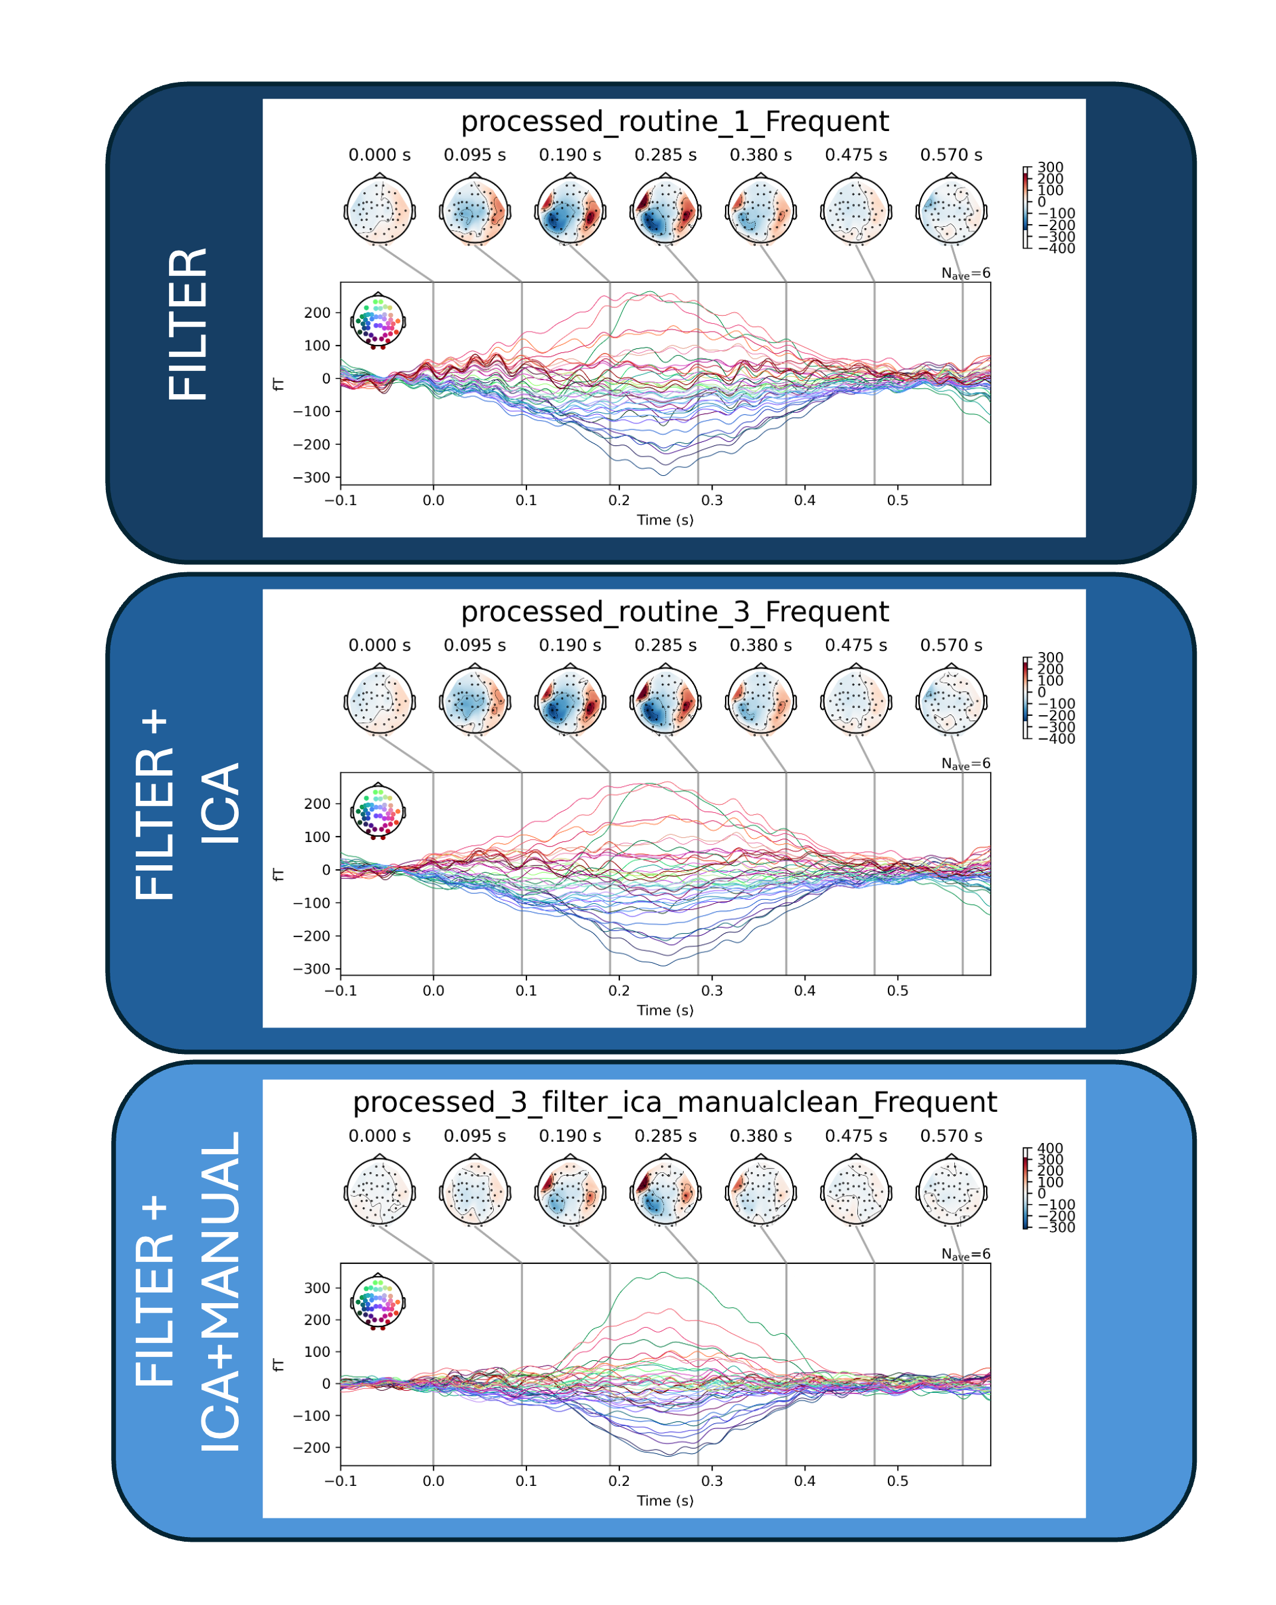 FILTER
processed_routine_1_Frequent
0.000 s 0.095 s 0.190 s 0.285 s 0.380 s 0.475 s 0.570 s
300
200
100
0
−100
−200
−300
−400
Nave=6
200
100
0
−100
−200
−300
fT
−0.1 0.0 0.1 0.2 0.3 0.4 0.5
Time (s)
FILTER +
ICA
processed_routine_3_Frequent
0.000 s 0.095 s 0.190 s 0.285 s 0.380 s 0.475 s 0.570 s
300
200
100
0
−100
−200
−300
−400
Nave=6
200
100
0
−100
−200
−300
fT
−0.1 0.0 0.1 0.2 0.3 0.4 0.5
Time (s)
FILTER +
ICA+MANUAL
processed_3_filter_ica_manualclean_Frequent
0.000 s 0.095 s 0.190 s 0.285 s 0.380 s 0.475 s 0.570 s
400
300
200
100
0
−100
−200
−300
Nave=6
300
200
100
0
−100
−200
fT
−0.1 0.0 0.1 0.2 0.3 0.4 0.5
Time (s)